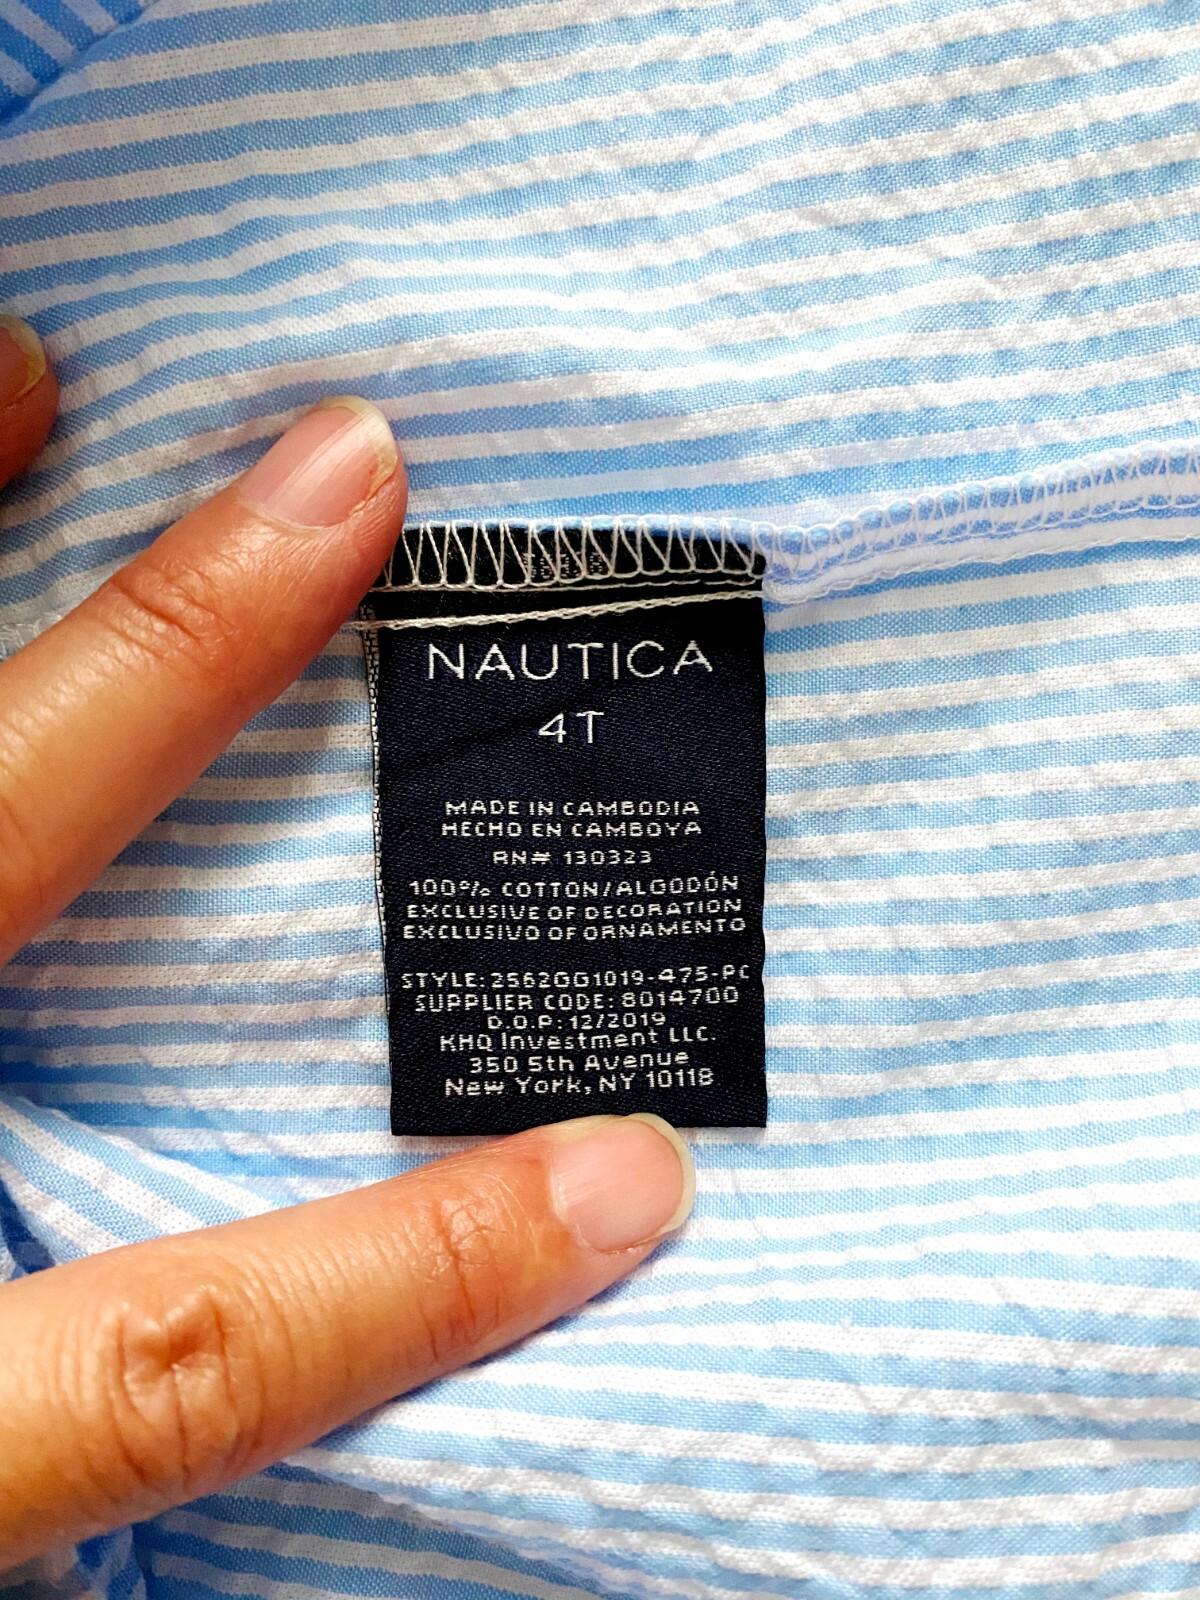 NAUTICA
4T
MADE IN CAMBODIA
HECHO EN CAMBOYA
RN# 130323
100% COTTON/ALGODÓN
EXCLUSIVE OF DECORATION
EXCLUSIVO OF ORNAMENTO
STYLE:2562GG1019-475-PC
SUPPLIER CODE: 8014700
D.O.P: 12/2019
KHQ Investment LLC.
350 5th Avenue
New York, NY 10118